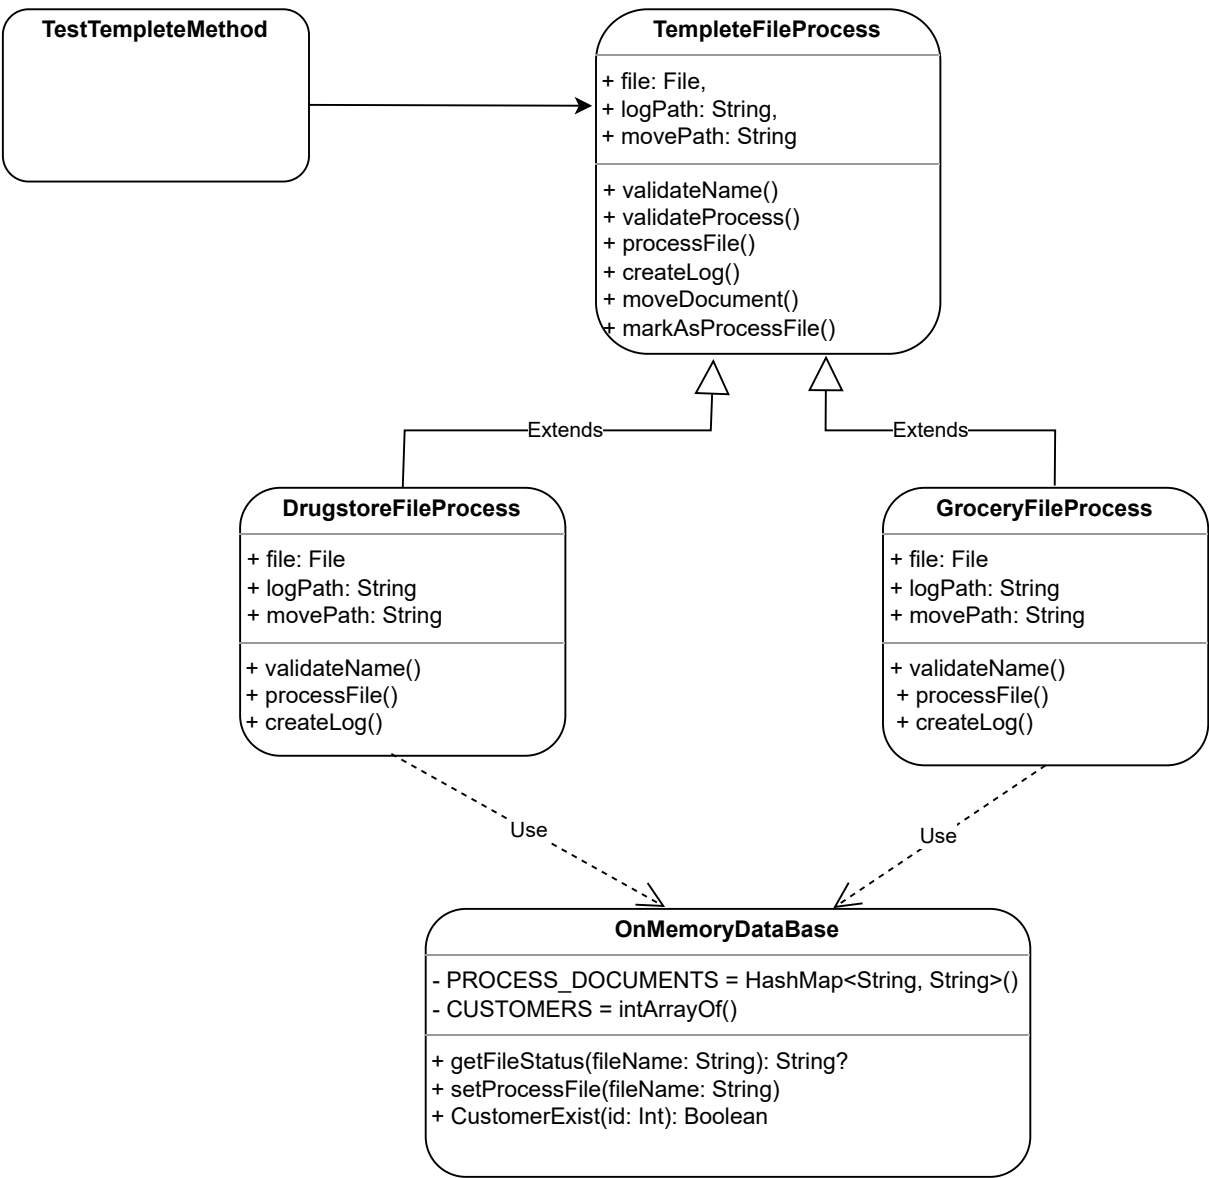 TestTempleteMethod
TempleteFileProcess
+ file: File,
+ logPath: String,
+ movePath: String
+ validateName()
+ validateProcess()
+ processFile()
+ createLog()
+ moveDocument()
+ markAsProcessFile()
Extends
Extends
DrugstoreFileProcess
+ file: File
+ logPath: String
+ movePath: String
+ validateName()
+ processFile()
+ createLog()
GroceryFileProcess
+ file: File
+ logPath: String
+ movePath: String
+ validateName()
+ processFile()
+ createLog()
Use
Use
OnMemoryDataBase
- PROCESS_DOCUMENTS = HashMap<String, String>()
- CUSTOMERS = intArrayOf()
+ getFileStatus(fileName: String): String?
+ setProcessFile(fileName: String)
+ CustomerExist(id: Int): Boolean